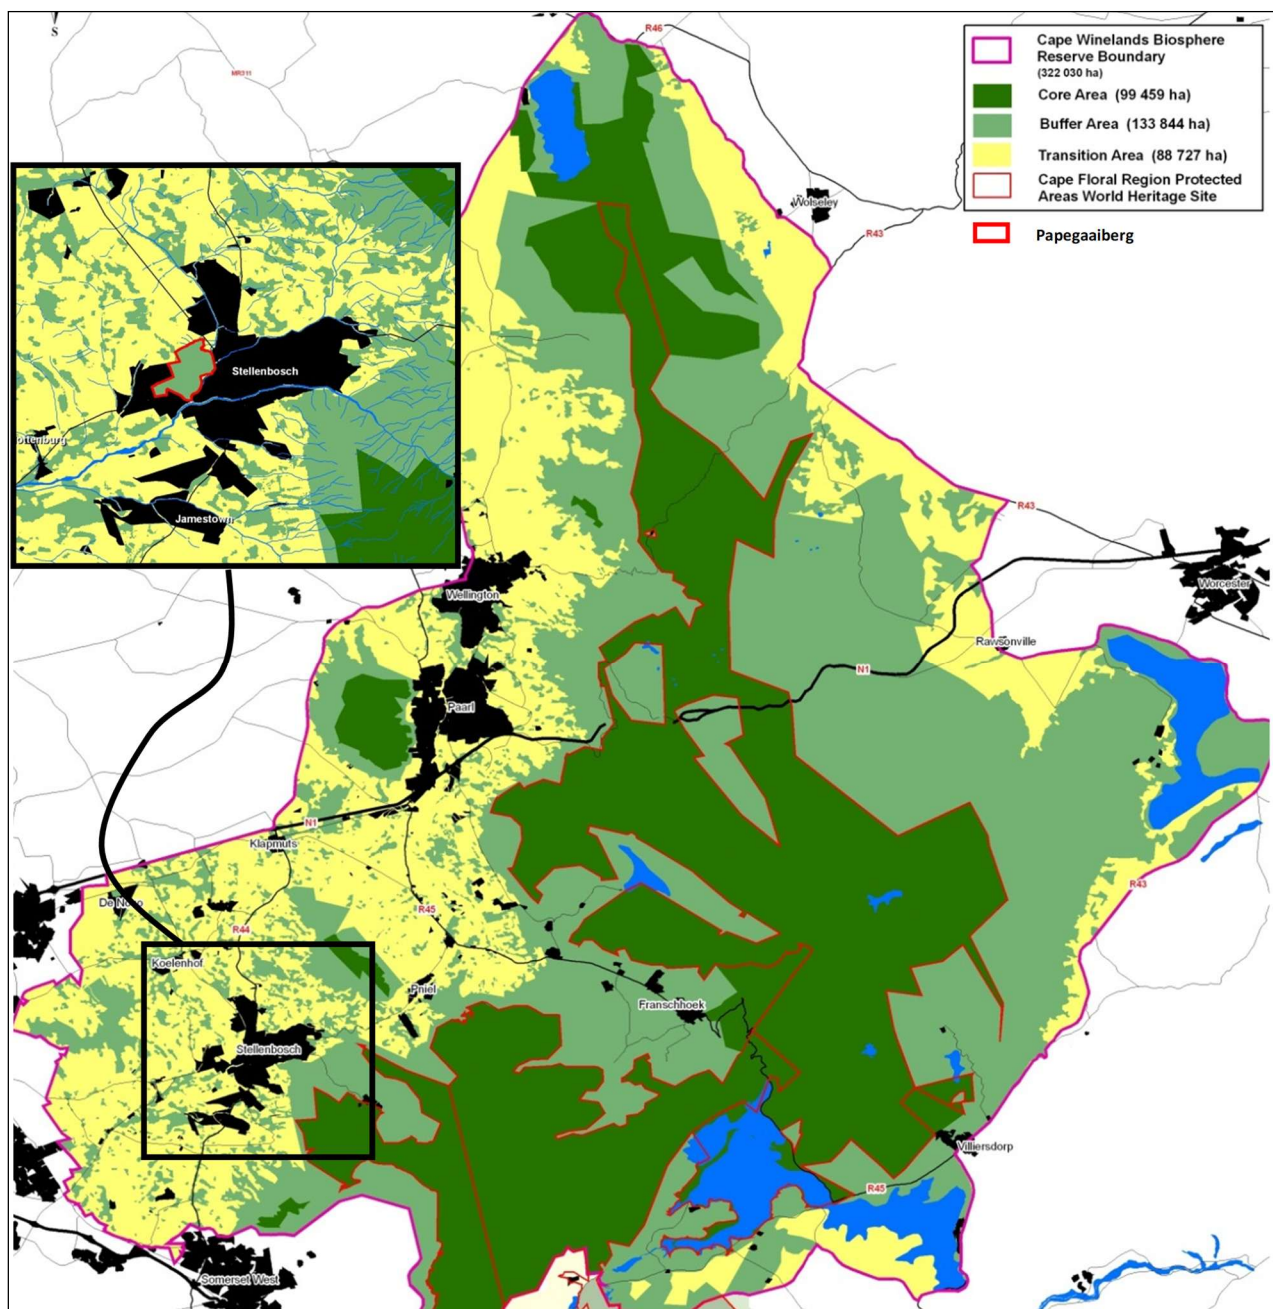 S
R46
MR311
Cape Winelands Biosphere
Reserve Boundary
(322 030 ha)
Core Area (99 459 ha)
Buffer Area (133 844 ha)
Transition Area (88 727 ha)
Cape Floral Region Protected
Areas World Heritage Site
Papegaaiberg
Wolseley
R43
Stellenbosch
ottenburg
Jamestown
R43
Worcester
Wellington
Rawsonville
N1
Paarl
N1
Klapmuts
R43
De Novo
R45
R44
Koelenhof
Pniel
Franschhoek
Stellenbosch
Villiersdorp
R45
Somerset West